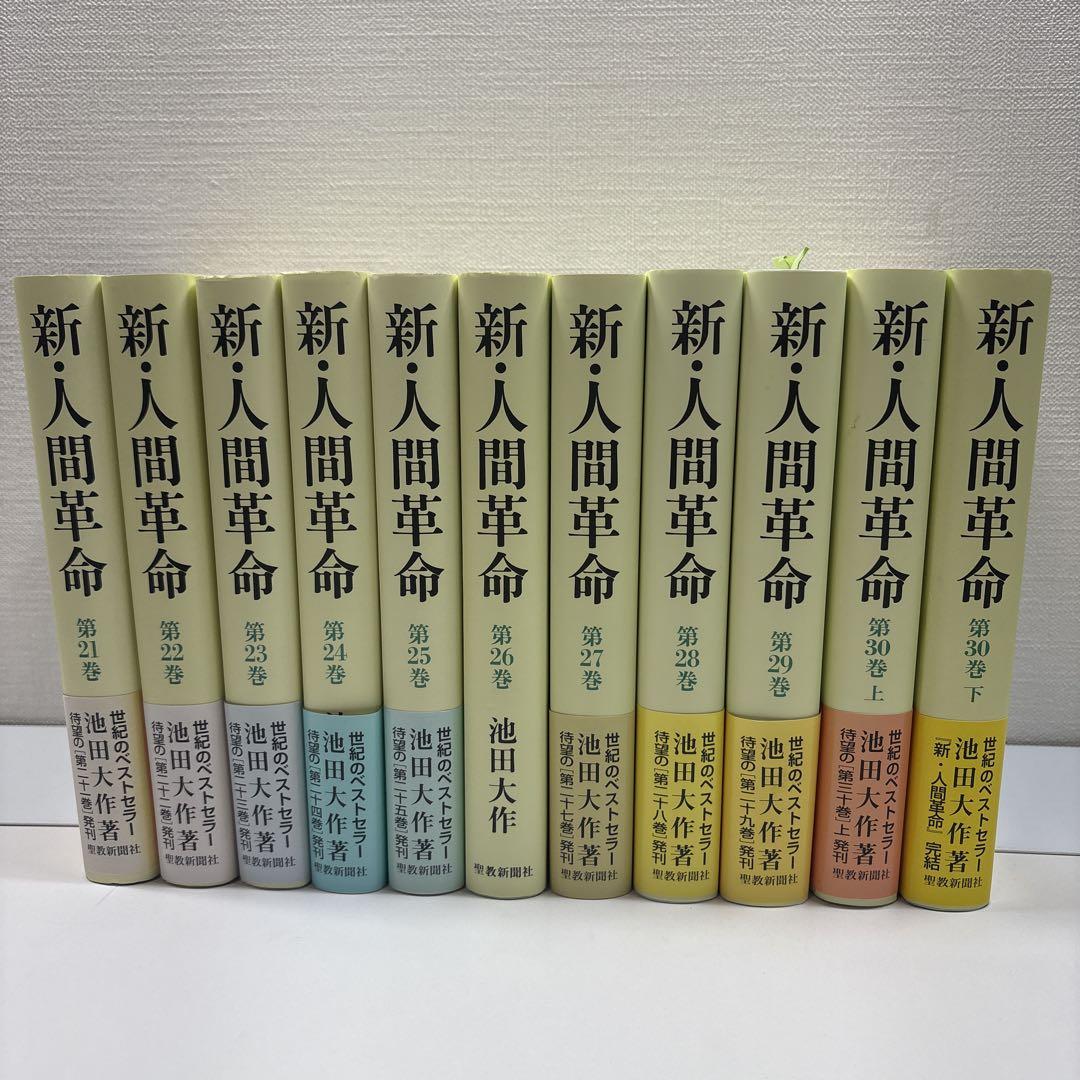 新・人間革命
第21巻
世紀のベストセラー
池田大作著
待望の［第二十一巻］発刊
聖教新聞社
新・人間革命
第22巻
世紀のベストセラー
池田大作著
待望の［第二十二巻］発刊
聖教新聞社
新・人間革命
第23巻
世紀のベストセラー
池田大作著
待望の［第二十三巻］発刊
聖教新聞社
新・人間革命
第24巻
世紀のベストセラー
池田大作著
待望の［第二十四巻］発刊
聖教新聞社
新・人間革命
第25巻
世紀のベストセラー
池田大作著
待望の［第二十五巻］発刊
聖教新聞社
新・人間革命
第26巻
池田大作
聖教新聞社
新・人間革命
第27巻
世紀のベストセラー
池田大作著
待望の［第二十七巻］発刊
聖教新聞社
新・人間革命
第28巻
世紀のベストセラー
池田大作著
待望の［第二十八巻］発刊
聖教新聞社
新・人間革命
第29巻
世紀のベストセラー
池田大作著
待望の［第二十九巻］発刊
聖教新聞社
新・人間革命
第30巻 上
世紀のベストセラー
池田大作著
待望の［第三十巻］上発刊
聖教新聞社
新・人間革命
第30巻 下
世紀のベストセラー
池田大作著
『新・人間革命』完結
聖教新聞社